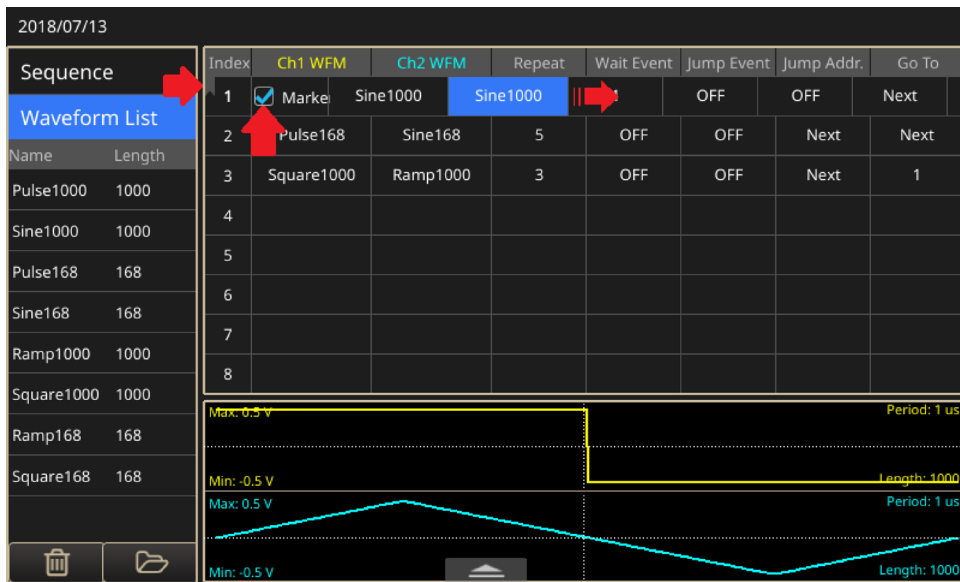 2018/07/13
Sequence
Waveform List
Name Length
Pulse1000 1000
Sine1000 1000
Pulse168 168
Sine168 168
Ramp1000 1000
Square1000 1000
Ramp168 168
Square168 168
Index Ch1 WFM Ch2 WFM Repeat Wait Event Jump Event Jump Addr. Go To
1 Marke Sine1000 Sine1000 OFF OFF Next
2 Pulse168 Sine168 5 OFF OFF Next Next
3 Square1000 Ramp1000 3 OFF OFF Next 1
4
5
6
7
8
Max: 0.5 V Period: 1 us
Min: -0.5 V Length: 1000
Max: 0.5 V Period: 1 us
Min: -0.5 V Length: 1000